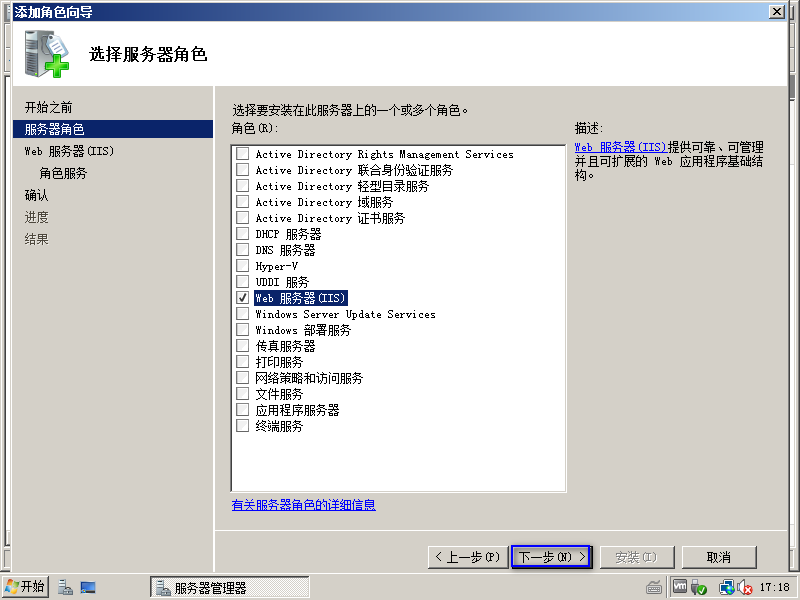 添加角色向导
选择服务器角色
开始之前
服务器角色
Web 服务器(IIS)
角色服务
确认
进度
结果
选择要安装在此服务器上的一个或多个角色。
角色(R):
Active Directory Rights Management Services
Active Directory 联合身份验证服务
Active Directory 轻型目录服务
Active Directory 域服务
Active Directory 证书服务
DHCP 服务器
DNS 服务器
Hyper-V
UDDI 服务
Web 服务器(IIS)
Windows Server Update Services
Windows 部署服务
传真服务器
打印服务
网络策略和访问服务
文件服务
应用程序服务器
终端服务
有关服务器角色的详细信息
描述:
Web 服务器(IIS)提供可靠、可管理
并且可扩展的 Web 应用程序基础结
构。
< 上一步(P)
下一步(N) >
安装(I)
取消
开始
服务器管理器
vm
17:18